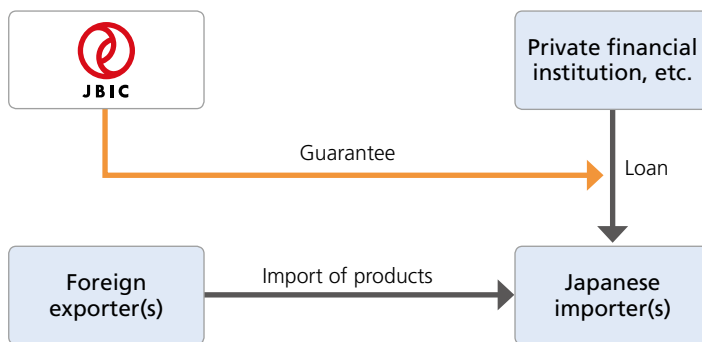 JBIC
Private financial
institution, etc.
Guarantee
Loan
Foreign
exporter(s)
Import of products
Japanese
importer(s)